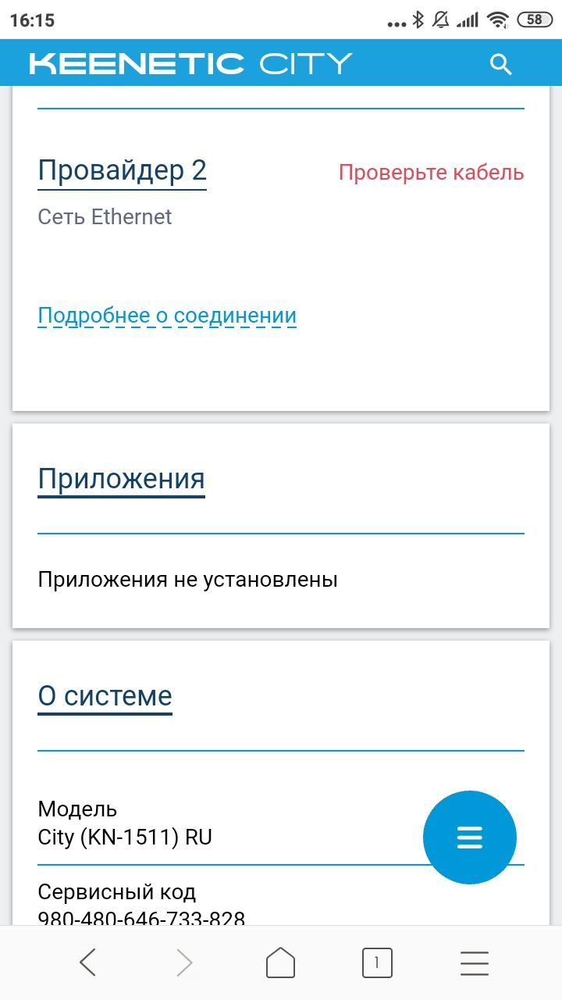 16:15
58
KEENETIC CITY
Провайдер 2
Проверьте кабель
Сеть Ethernet
Подробнее о соединении
Приложения
Приложения не установлены
О системе
Модель
City (KN-1511) RU
Сервисный код
980-480-646-733-828
1